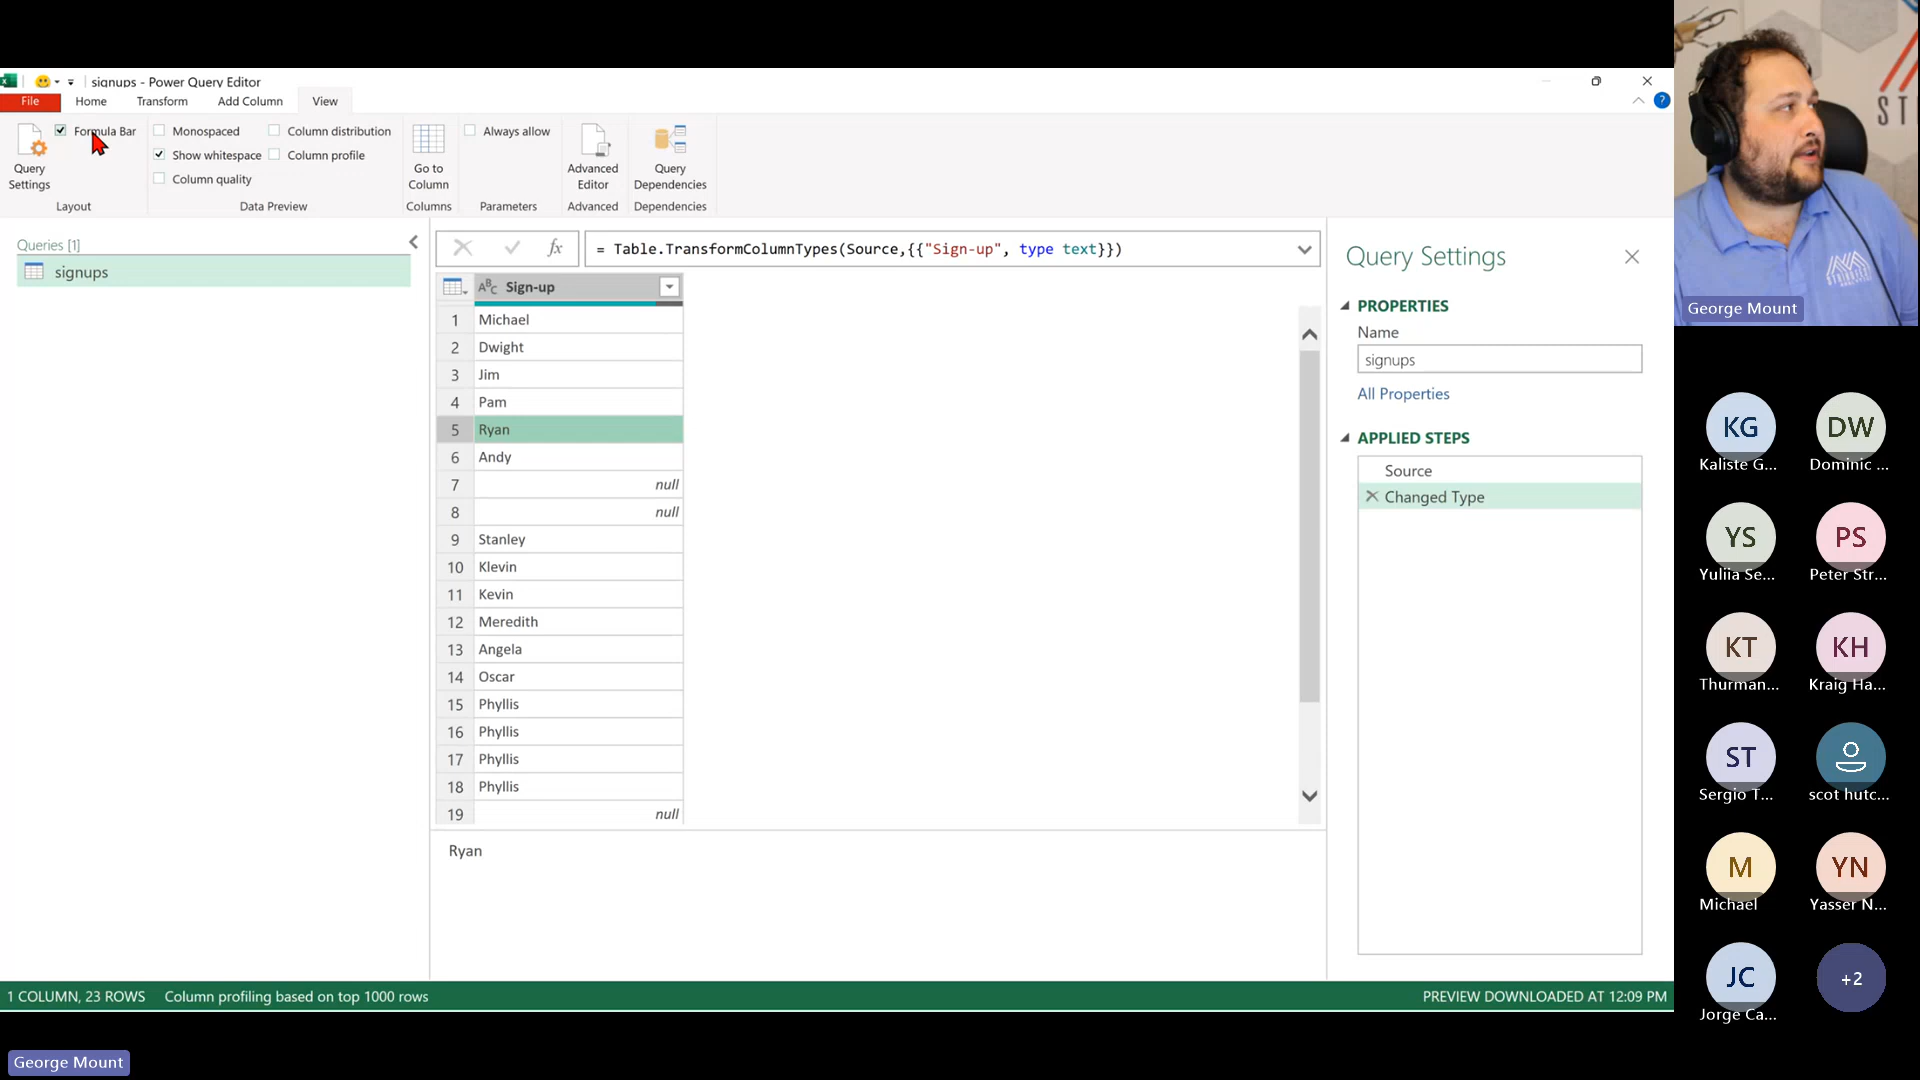 signups - Power Query Editor
File
Home
Transform
Add Column
View
?
Query
Settings
Formula Bar
Layout
Monospaced
Show whitespace
Column quality
Column distribution
Column profile
Data Preview
Go to
Column
Columns
Always allow
Parameters
Advanced
Editor
Advanced
Query
Dependencies
Dependencies
Queries [1]
signups
fx
= Table.TransformColumnTypes(Source,{{"Sign-up", type text}})
ABC Sign-up
1 Michael
2 Dwight
3 Jim
4 Pam
5 Ryan
6 Andy
7 null
8 null
9 Stanley
10 Klevin
11 Kevin
12 Meredith
13 Angela
14 Oscar
15 Phyllis
16 Phyllis
17 Phyllis
18 Phyllis
19 null
Ryan
Query Settings
PROPERTIES
Name
signups
All Properties
APPLIED STEPS
Source
Changed Type
1 COLUMN, 23 ROWS
Column profiling based on top 1000 rows
PREVIEW DOWNLOADED AT 12:09 PM
George Mount
ST
George Mount
KG
Kaliste G...
DW
Dominic ...
YS
Yuliia Se...
PS
Peter Str...
KT
Thurman...
KH
Kraig Ha...
ST
Sergio T...
scot hutc...
M
Michael
YN
Yasser N...
JC
Jorge Ca...
+2